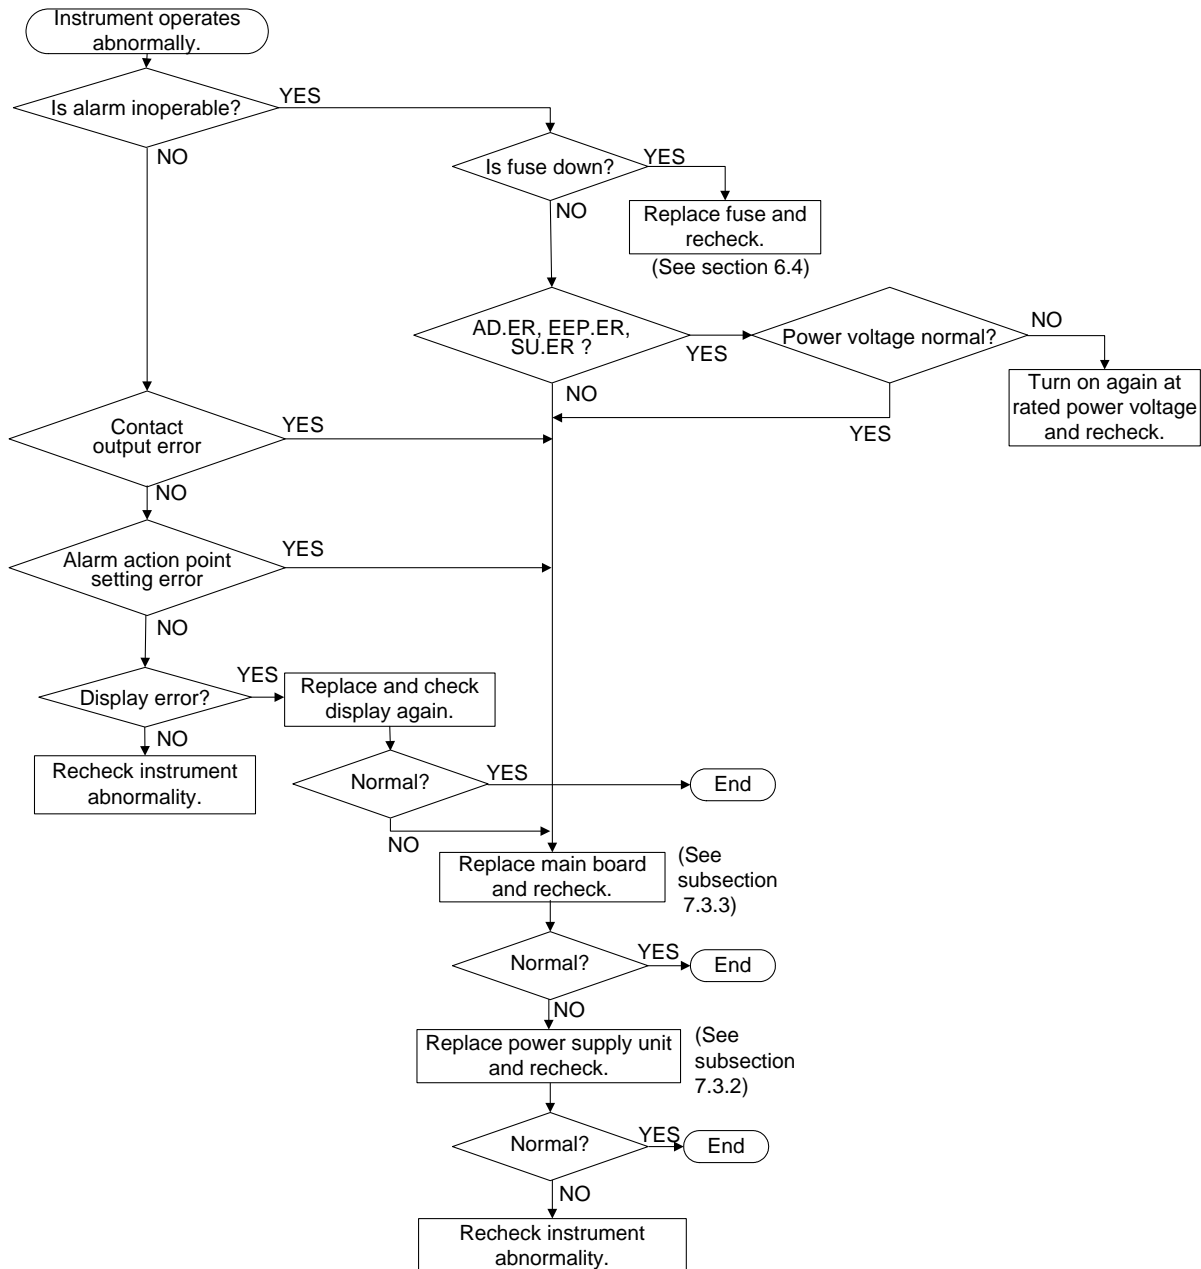 Instrument operates
abnormally.
Is alarm inoperable?
YES
NO
Is fuse down?
YES
NO
Replace fuse and
recheck.
(See section 6.4)
AD.ER, EEP.ER,
SU.ER ?
YES
NO
Power voltage normal?
NO
YES
Turn on again at
rated power voltage
and recheck.
Contact
output error
YES
NO
Alarm action point
setting error
YES
NO
Display error?
YES
NO
Replace and check
display again.
Recheck instrument
abnormality.
Normal?
YES
End
NO
Replace main board
and recheck.
(See
subsection
7.3.3)
Normal?
YES
End
NO
Replace power supply unit
and recheck.
(See
subsection
7.3.2)
Normal?
YES
End
NO
Recheck instrument
abnormality.